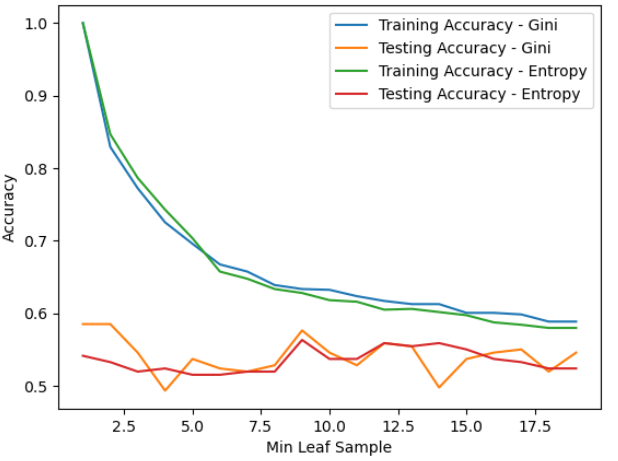 Training Accuracy - Gini
Testing Accuracy - Gini
Training Accuracy - Entropy
Testing Accuracy - Entropy
Accuracy
1.0
0.9
0.8
0.7
0.6
0.5
2.5 5.0 7.5 10.0 12.5 15.0 17.5
Min Leaf Sample